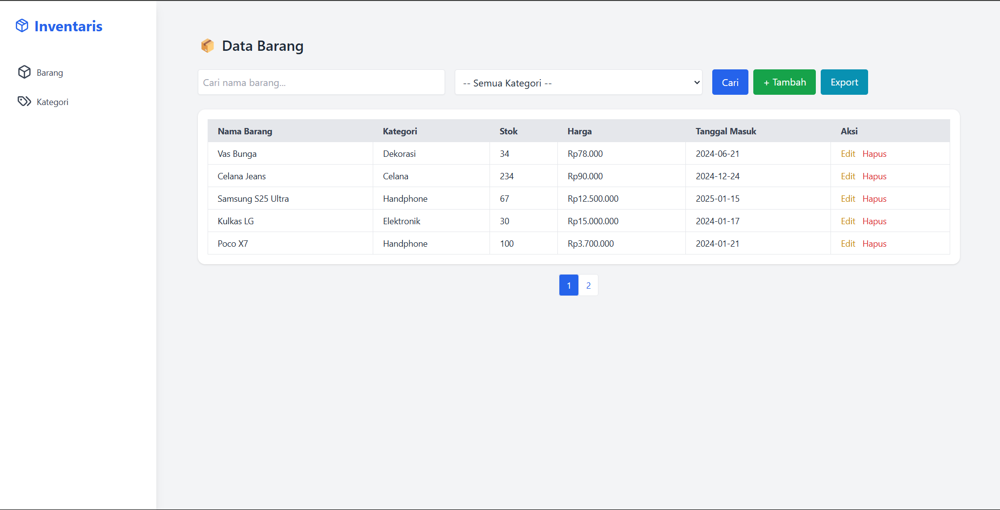 Inventaris
Barang
Kategori
Data Barang
Cari nama barang...
-- Semua Kategori --
Cari
+ Tambah
Export
Nama Barang Kategori Stok Harga Tanggal Masuk Aksi
Vas Bunga Dekorasi 34 Rp78.000 2024-06-21 Edit Hapus
Celana Jeans Celana 234 Rp90.000 2024-12-24 Edit Hapus
Samsung S25 Ultra Handphone 67 Rp12.500.000 2025-01-15 Edit Hapus
Kulkas LG Elektronik 30 Rp15.000.000 2024-01-17 Edit Hapus
Poco X7 Handphone 100 Rp3.700.000 2024-01-21 Edit Hapus
1 2